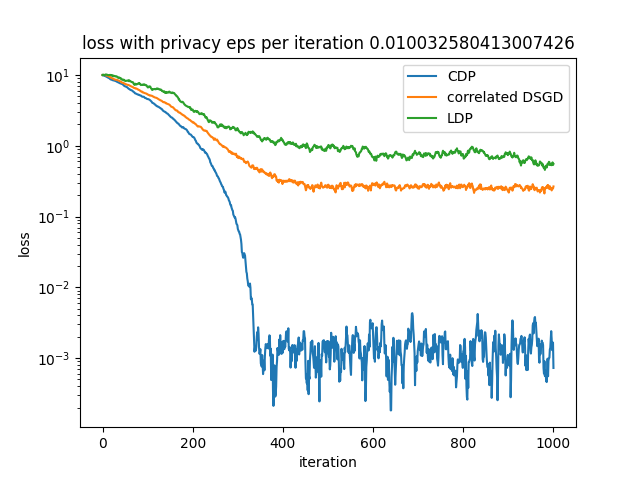 loss with privacy eps per iteration 0.010032580413007426
CDP
correlated DSGD
LDP
10^1
10^0
10^−1
10^−2
10^−3
loss
0 200 400 600 800 1000
iteration